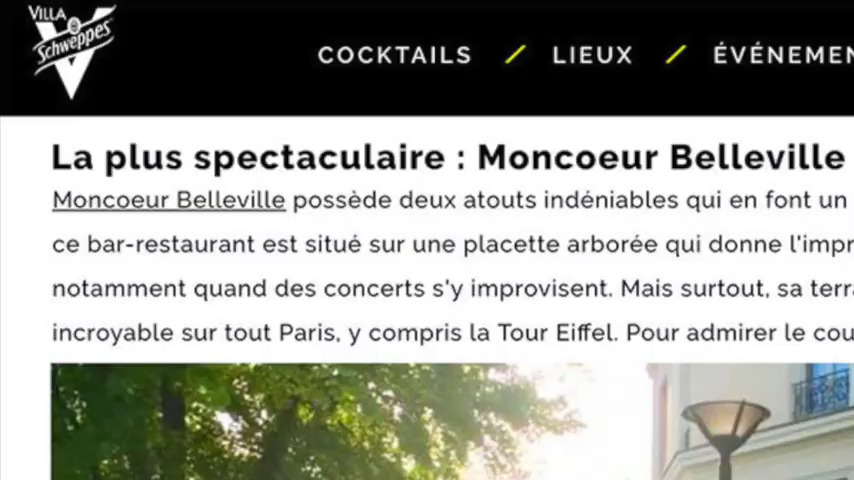 VILLA
Schweppes
COCKTAILS / LIEUX / ÉVÉNEMEN
La plus spectaculaire : Moncoeur Belleville
Moncoeur Belleville possède deux atouts indéniables qui en font un
ce bar-restaurant est situé sur une placette arborée qui donne l'impr
notamment quand des concerts s'y improvisent. Mais surtout, sa terra
incroyable sur tout Paris, y compris la Tour Eiffel. Pour admirer le cou